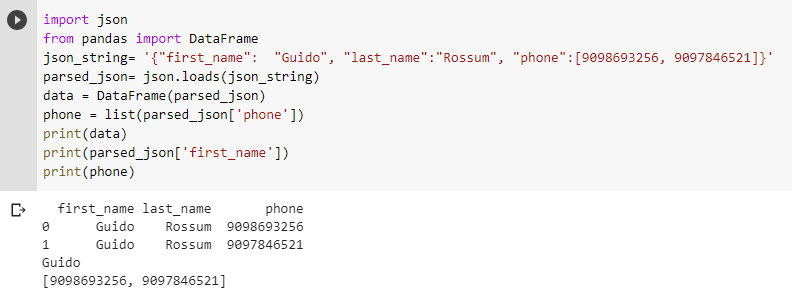 import json
from pandas import DataFrame
json_string= '{"first_name":  "Guido", "last_name":"Rossum", "phone":[9098693256, 9097846521]}'
parsed_json= json.loads(json_string)
data = DataFrame(parsed_json)
phone = list(parsed_json['phone'])
print(data)
print(parsed_json['first_name'])
print(phone)
  first_name last_name       phone
0      Guido    Rossum  9098693256
1      Guido    Rossum  9097846521
Guido
[9098693256, 9097846521]